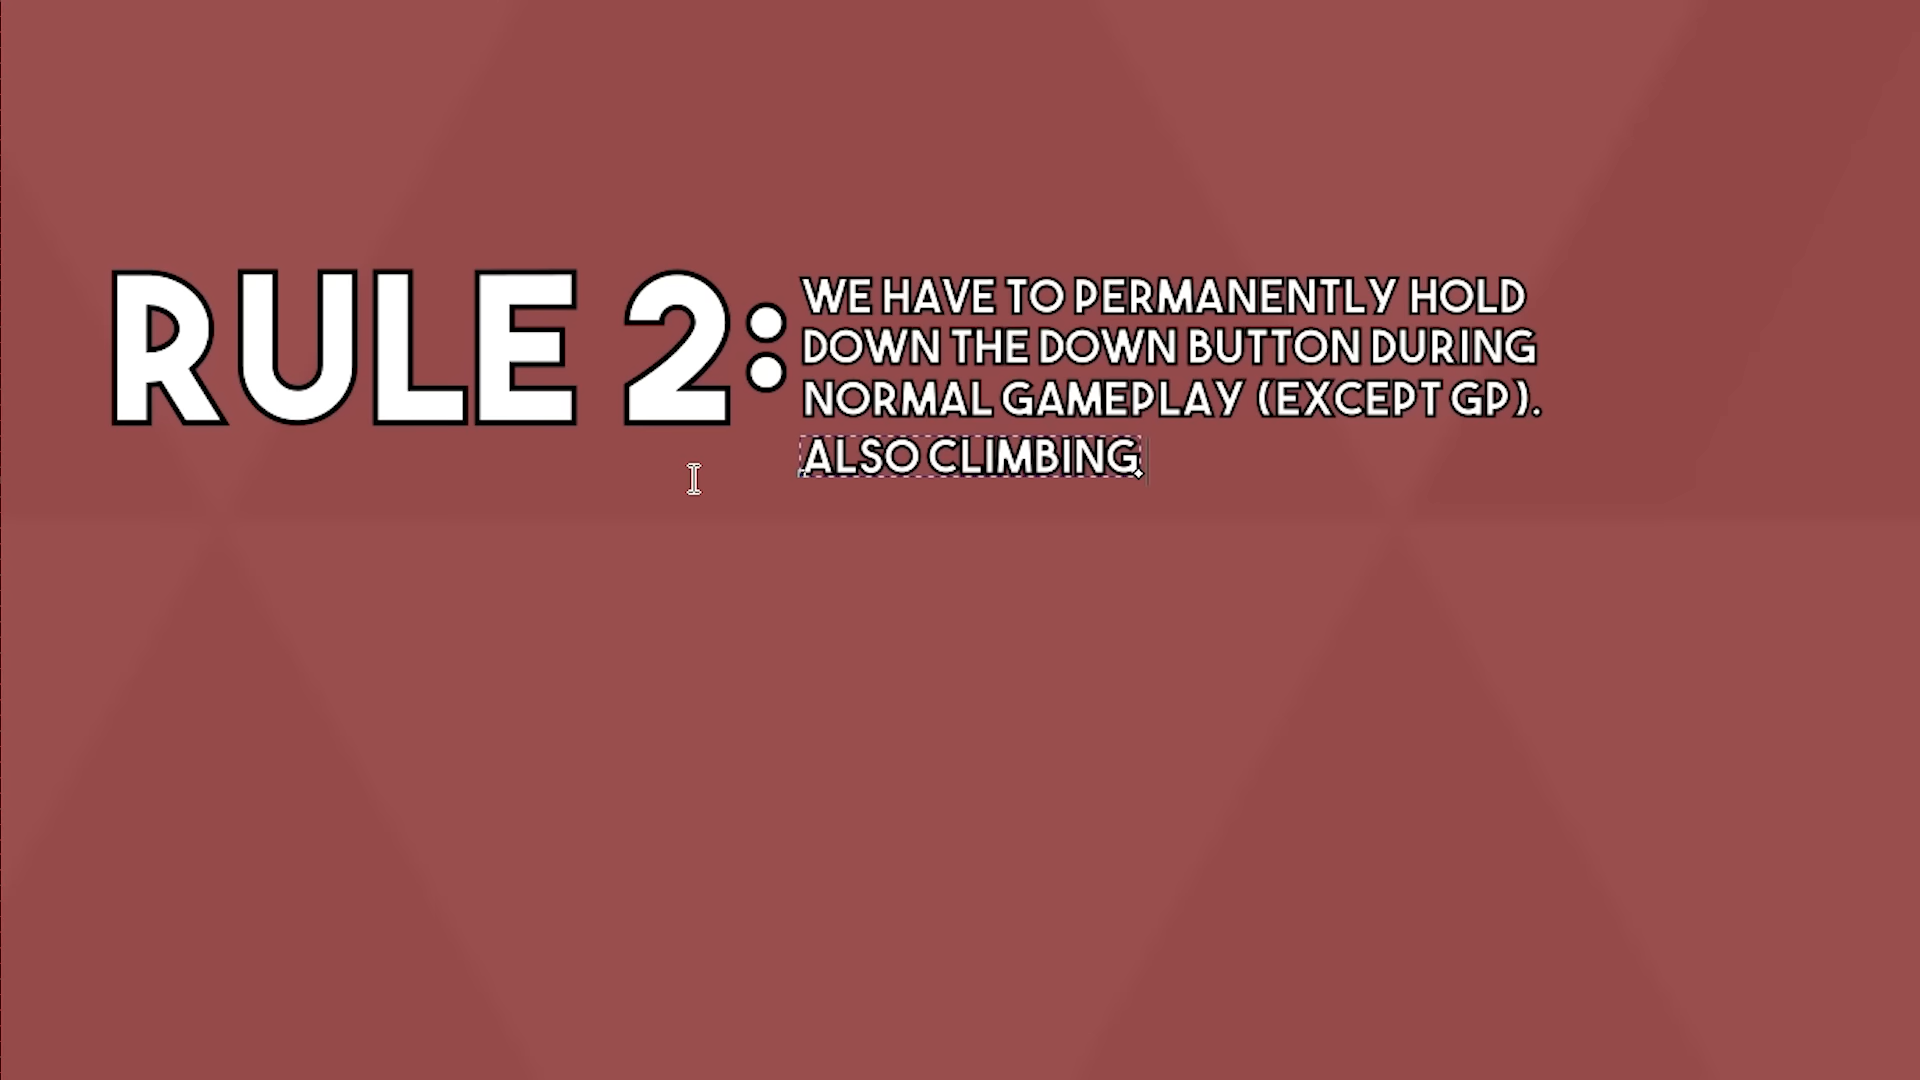 RULE 2:
WE HAVE TO PERMANENTLY HOLD
DOWN THE DOWN BUTTON DURING
NORMAL GAMEPLAY (EXCEPT GP).
ALSO CLIMBING